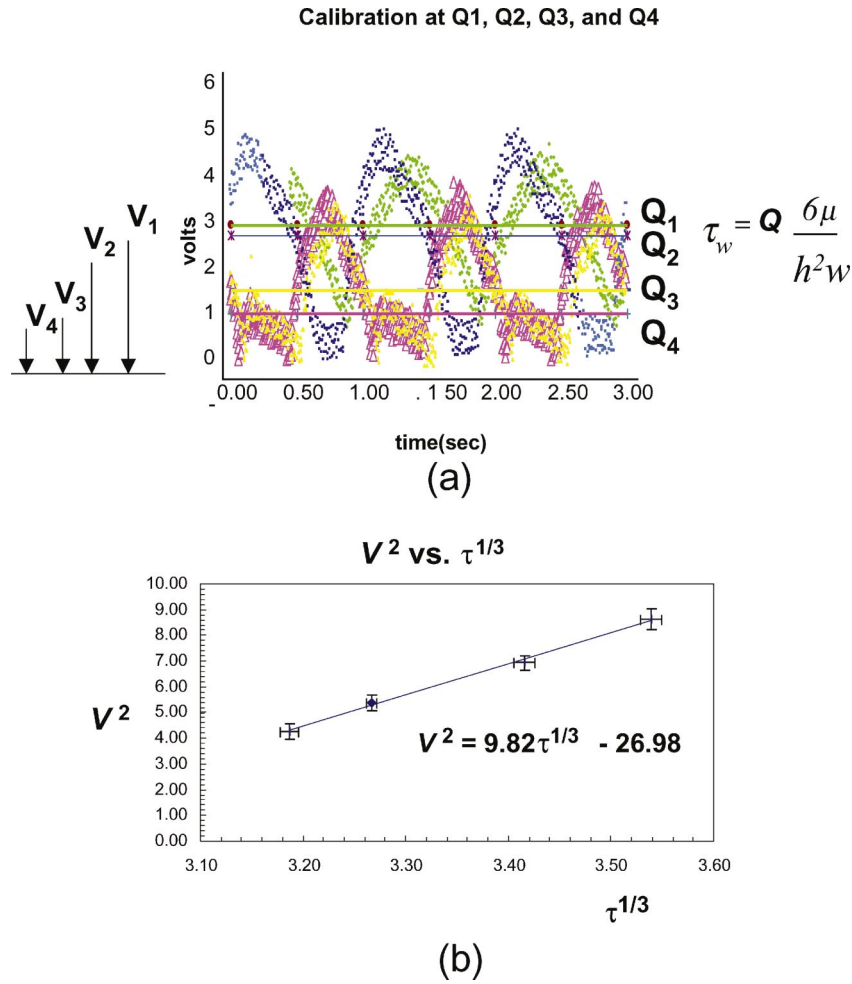 Calibration at Q1, Q2, Q3, and Q4
6
5
4
3
2
1
0
-
volts
V4
V3
V2
V1
Q1
Q2
Q3
Q4
τw = Q 6μ / h²w
0.00 0.50 1.00 . 1 50 2.00 2.50 3.00
time(sec)
(a)
V² vs. τ^1/3
10.00
9.00
8.00
7.00
6.00
5.00
4.00
3.00
2.00
1.00
0.00
V²
V² = 9.82τ^1/3 - 26.98
3.10 3.20 3.30 3.40 3.50 3.60
τ^1/3
(b)